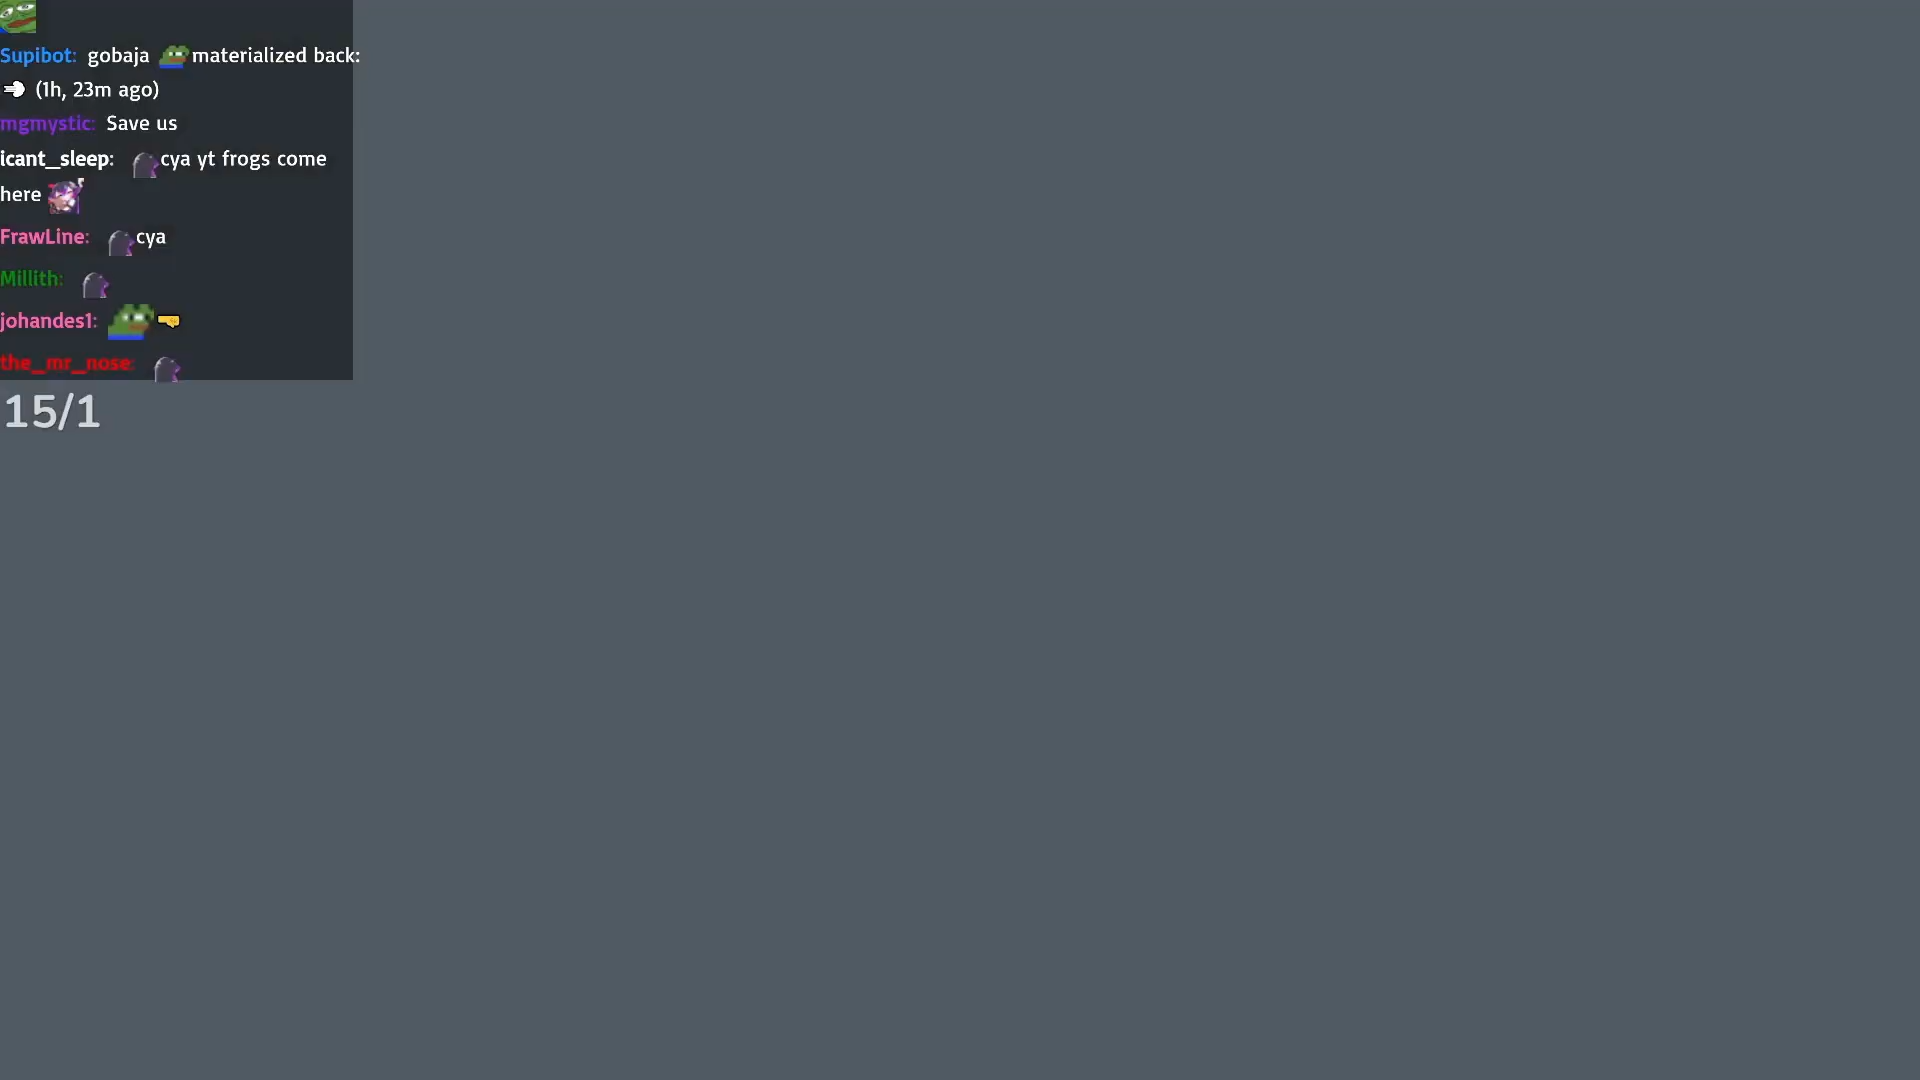 Supibot: gobaja materialized back:
(1h, 23m ago)
mgmystic: Save us
icant_sleep: cya yt frogs come
here
FrawLine: cya
Millith:
johandes1:
the_mr_nose:
15/1